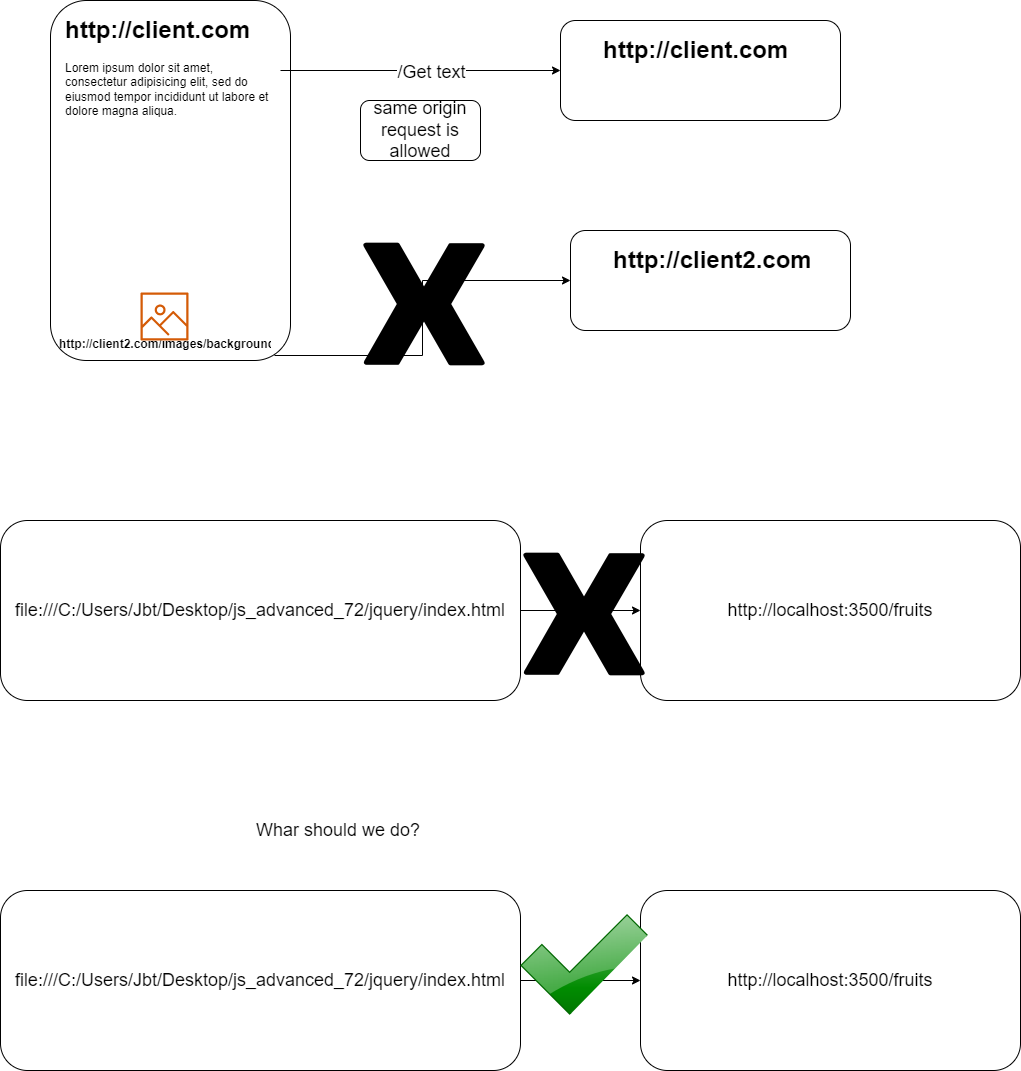 http://client.com
Lorem ipsum dolor sit amet,
consectetur adipisicing elit, sed do
eiusmod tempor incididunt ut labore et
dolore magna aliqua.
/Get text
http://client.com
same origin
request is
allowed
http://client2.com
http://client2.com/images/background
file:///C:/Users/Jbt/Desktop/js_advanced_72/jquery/index.html
http://localhost:3500/fruits
Whar should we do?
file:///C:/Users/Jbt/Desktop/js_advanced_72/jquery/index.html
http://localhost:3500/fruits